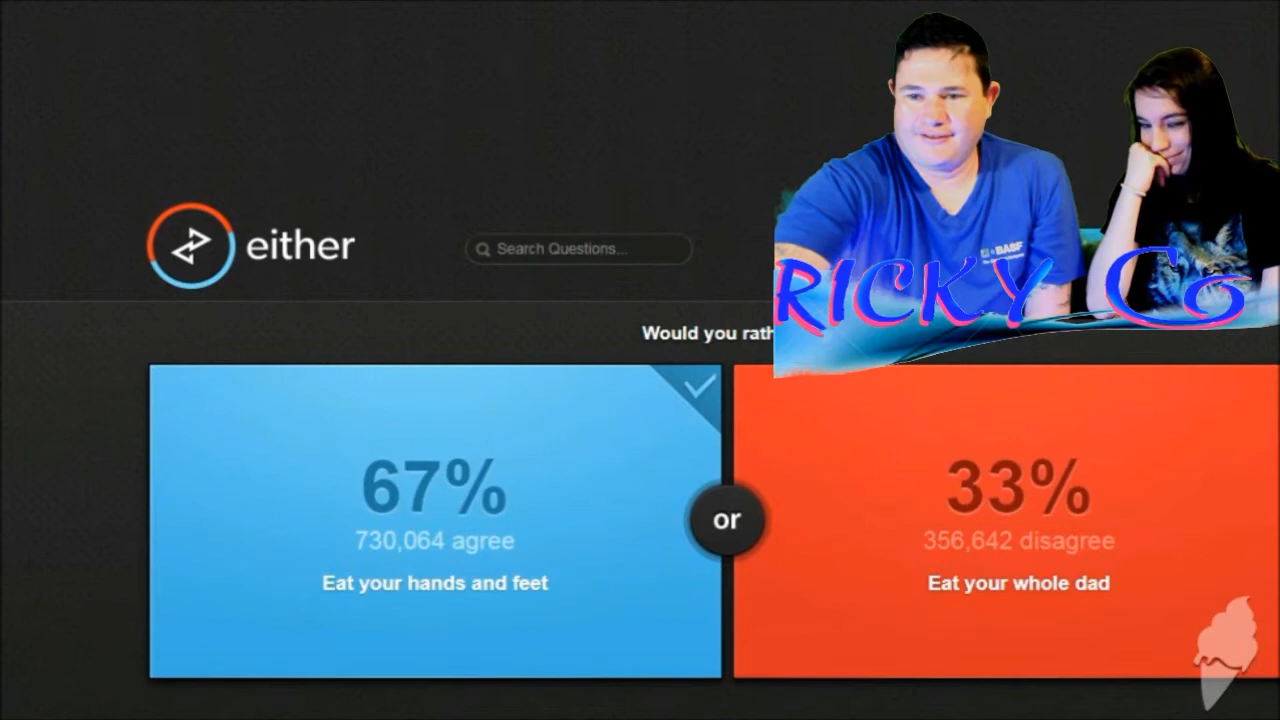 either
Search Questions...
Would you rath
BASF
RICKY Co
67%
730,064 agree
Eat your hands and feet
or
33%
356,642 disagree
Eat your whole dad